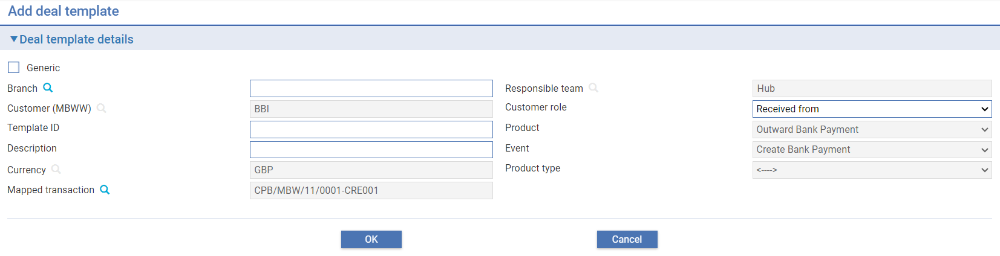 Add deal template
Deal template details
Generic
Branch
Responsible team Hub
Customer (MBWW) BBI
Customer role Received from
Template ID
Product Outward Bank Payment
Description
Event Create Bank Payment
Currency GBP
Product type <---->
Mapped transaction CPB/MBW/11/0001-CRE001
OK Cancel